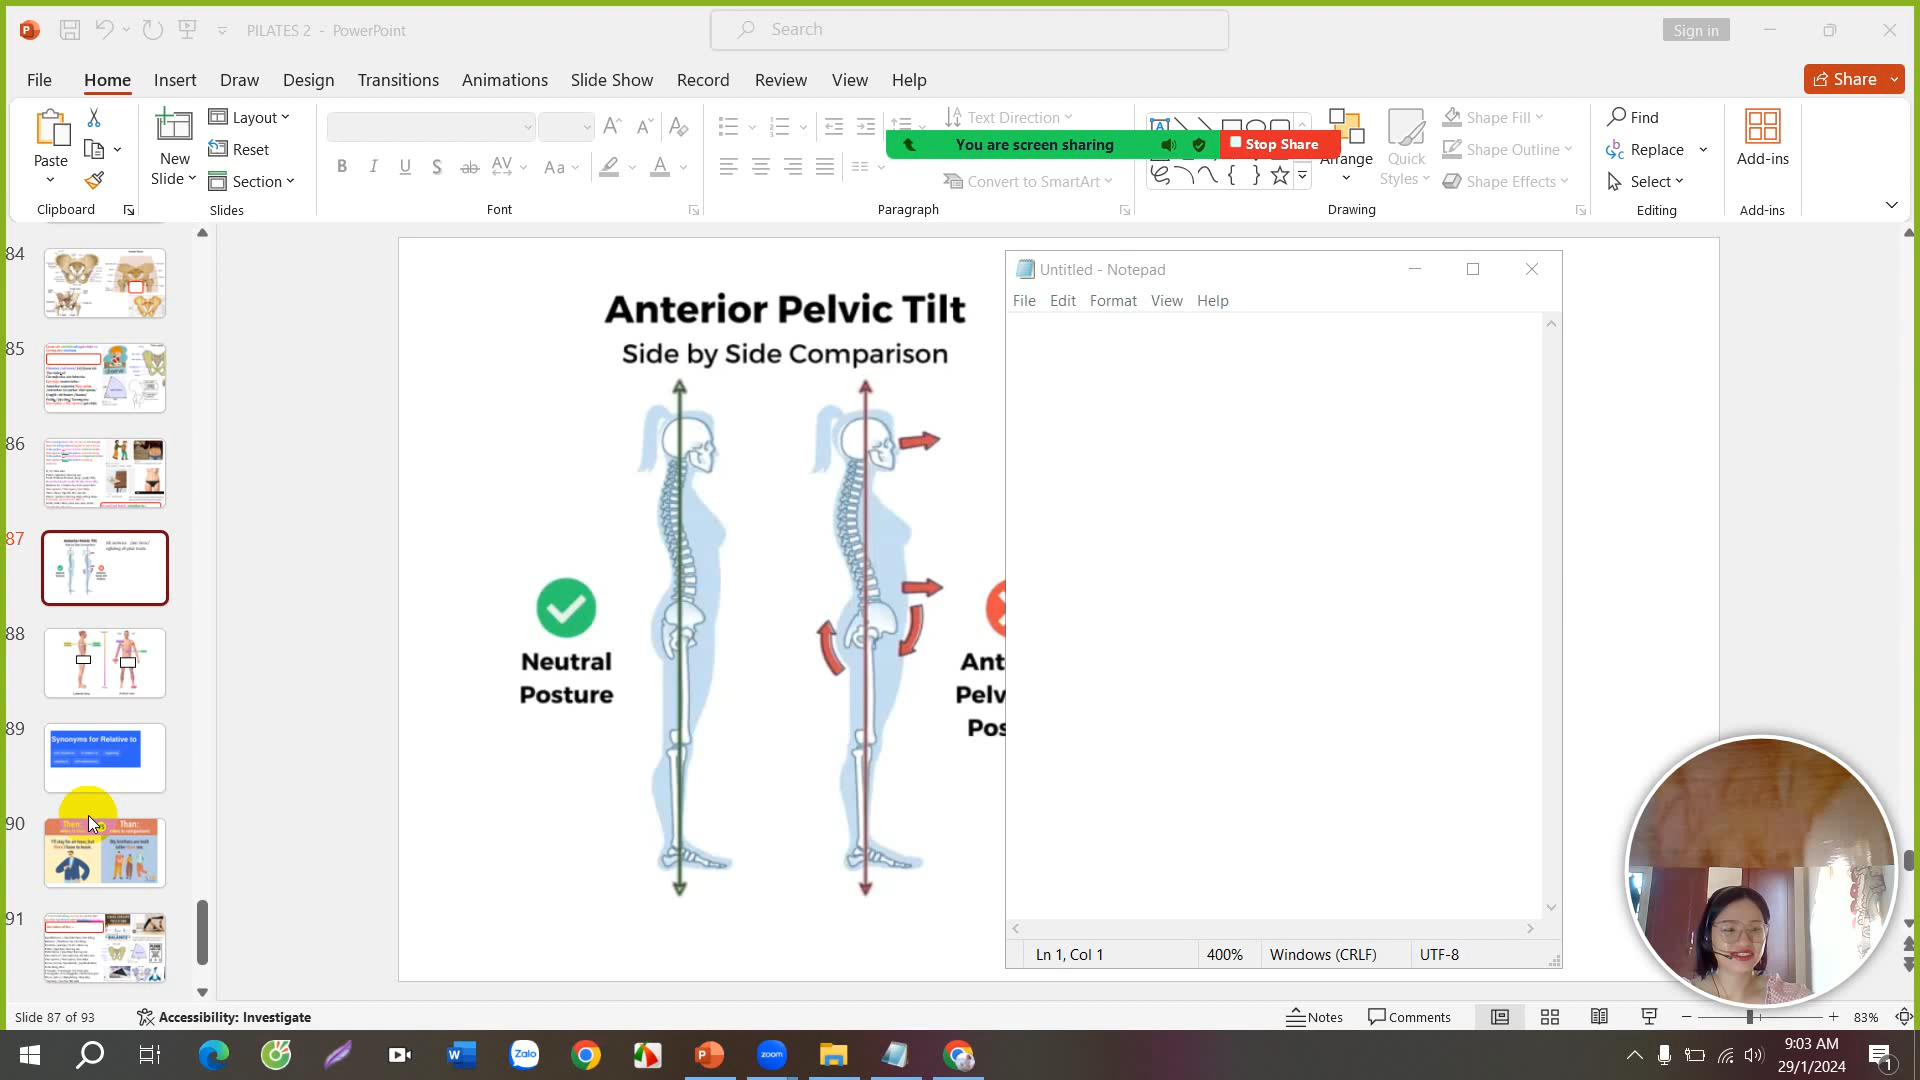 PILATES 2 - PowerPoint
Search
Sign in
File Home Insert Draw Design Transitions Animations Slide Show Record Review View Help
Share
Paste
Clipboard
New
Slide
Layout
Reset
Section
Slides
Font
Text Direction
Convert to SmartArt
Paragraph
You are screen sharing
Stop Share
Arrange
Quick
Styles
Shape Fill
Shape Outline
Shape Effects
Drawing
Find
Replace
Select
Editing
Add-ins
Add-ins
84
85
86
87
88
89
90
91
Synonyms for Relative to
Then:
Than:
Anterior Pelvic Tilt
Side by Side Comparison
Neutral
Posture
Ant
Pelv
Pos
Untitled - Notepad
File Edit Format View Help
Ln 1, Col 1
400%
Windows (CRLF)
UTF-8
Slide 87 of 93
Accessibility: Investigate
Notes
Comments
83%
Zalo
zoom
9:03 AM
29/1/2024
1